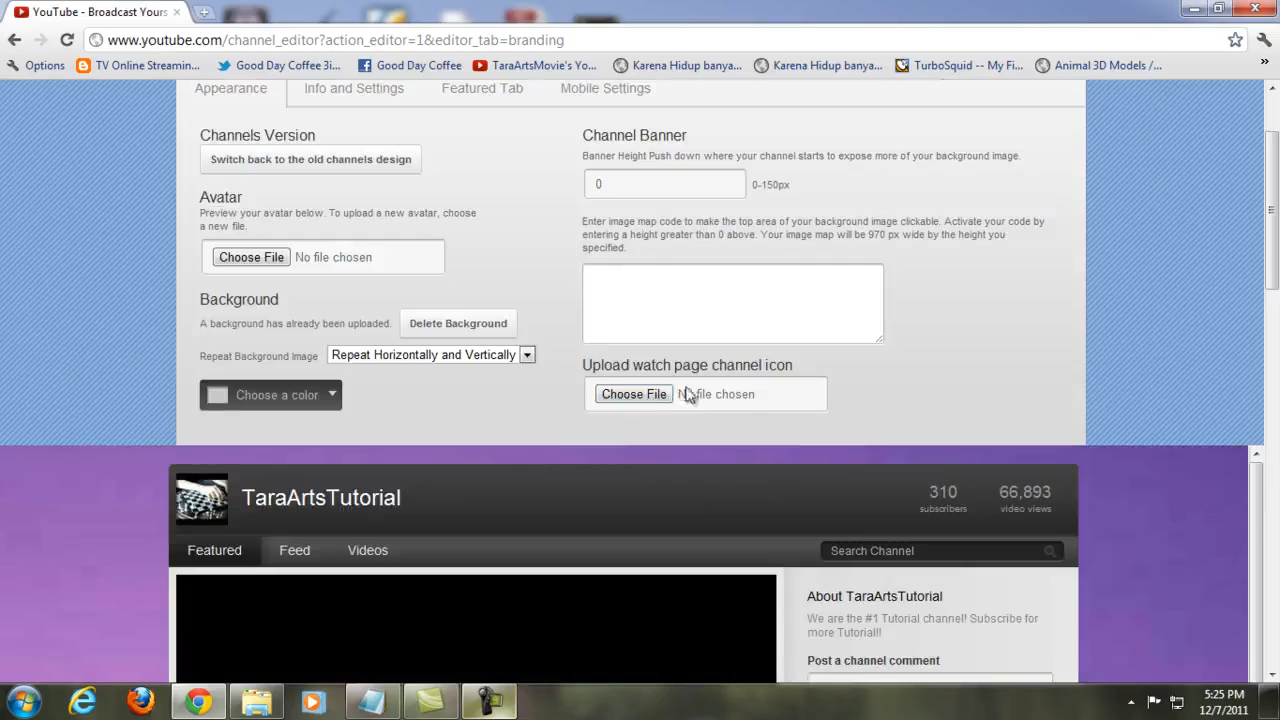 YouTube - Broadcast Yours
www.youtube.com/channel_editor?action_editor=1&editor_tab=branding
Options
TV Online Streamin...
Good Day Coffee 3i...
Good Day Coffee
TaraArtsMovie's Yo...
Karena Hidup banya...
Karena Hidup banya...
TurboSquid -- My Fi...
Animal 3D Models /...
»
Appearance
Info and Settings
Featured Tab
Mobile Settings
Channels Version
Switch back to the old channels design
Avatar
Preview your avatar below. To upload a new avatar, choose
a new file.
Choose File No file chosen
Background
A background has already been uploaded.
Delete Background
Repeat Background Image
Repeat Horizontally and Vertically
Choose a color
Channel Banner
Banner Height Push down where your channel starts to expose more of your background image.
0
0-150px
Enter image map code to make the top area of your background image clickable. Activate your code by
entering a height greater than 0 above. Your image map will be 970 px wide by the height you
specified.
Upload watch page channel icon
Choose File No file chosen
TaraArtsTutorial
310
subscribers
66,893
video views
Featured
Feed
Videos
Search Channel
About TaraArtsTutorial
We are the #1 Tutorial channel! Subscribe for
more Tutorial!!
Post a channel comment
5:25 PM
12/7/2011